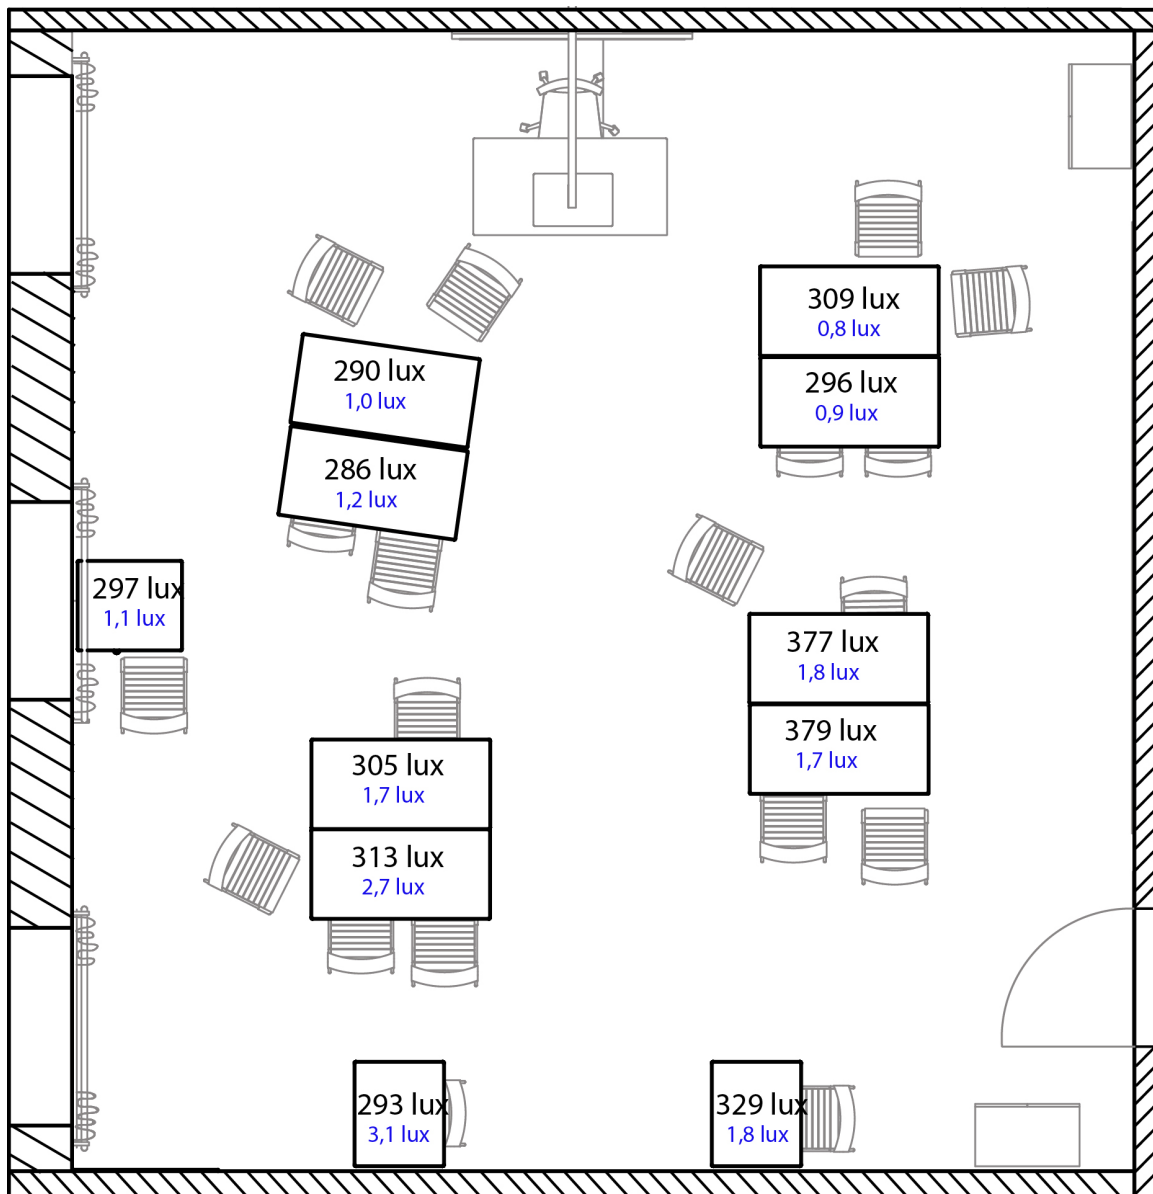 309 lux
0,8 lux
296 lux
0,9 lux
290 lux
1,0 lux
286 lux
1,2 lux
297 lux
1,1 lux
377 lux
1,8 lux
379 lux
1,7 lux
305 lux
1,7 lux
313 lux
2,7 lux
293 lux
3,1 lux
329 lux
1,8 lux